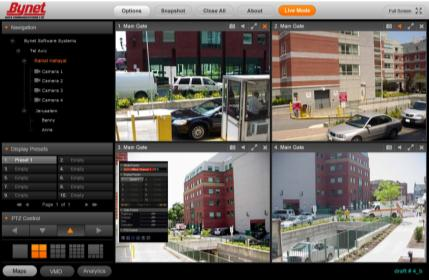 Bynet
Options
Snapshot
Close All
About
Live Mode
Full Screen
Navigation
Bynet Software Systems
Tel Aviv
Ramat Hahayal
Camera 1
Camera 2
Camera 3
Camera 4
Jerusalem
Benny
Anna
Display Presets
1. Preset 1
2. Empty
3. Empty
4. Empty
5. Empty
6. Empty
7. Empty
8. Empty
9. Empty
10. Empty
Page 1 of 1
PTZ Control
Maps
VMD
Analytics
1. Main Gate
2. Main Gate
3. Main Gate
4. Main Gate
draft # 4_b